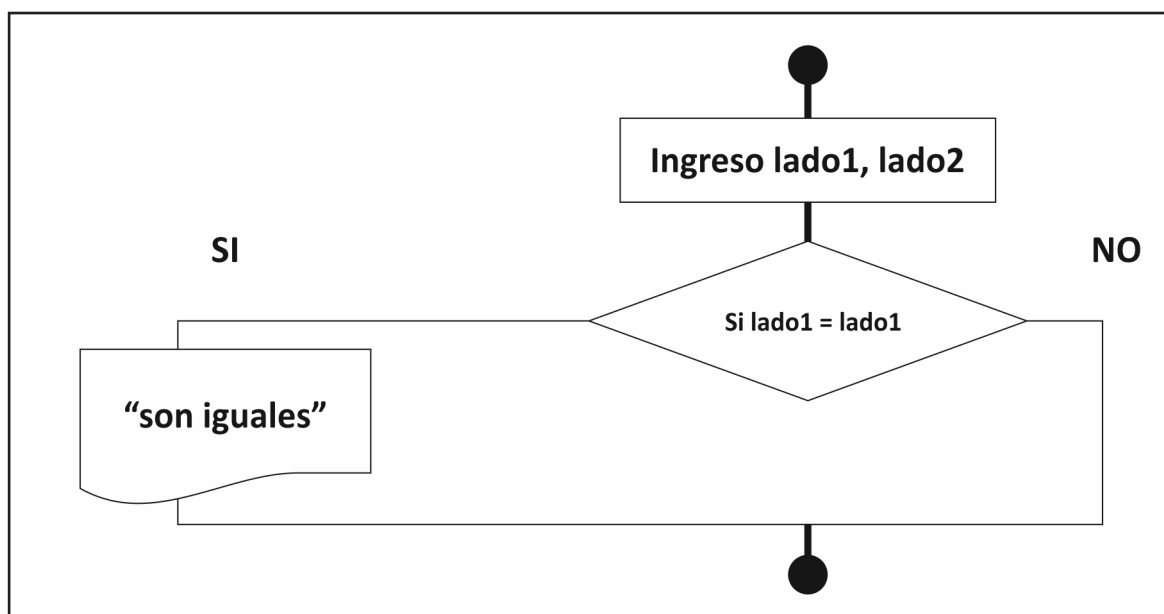 Ingreso lado1, lado2
SI
NO
Si lado1 = lado1
“son iguales”